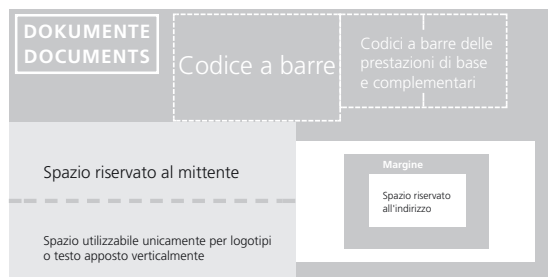 DOKUMENTE
DOCUMENTS
Codice a barre
Codici a barre delle
prestazioni di base
e complementari
Spazio riservato al mittente
Margine
Spazio riservato
all'indirizzo
Spazio utilizzabile unicamente per logotipi
o testo apposto verticalmente